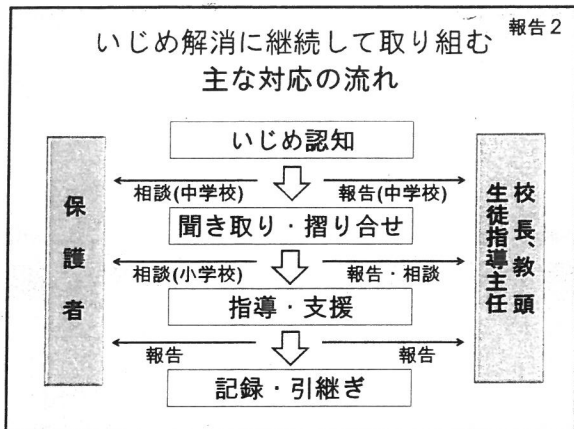 報告2
いじめ解消に継続して取り組む
主な対応の流れ
いじめ認知
相談(中学校)
報告(中学校)
聞き取り・摺り合せ
相談(小学校)
報告・相談
指導・支援
報告
報告
記録・引継ぎ
保護者
校長、教頭
生徒指導主任